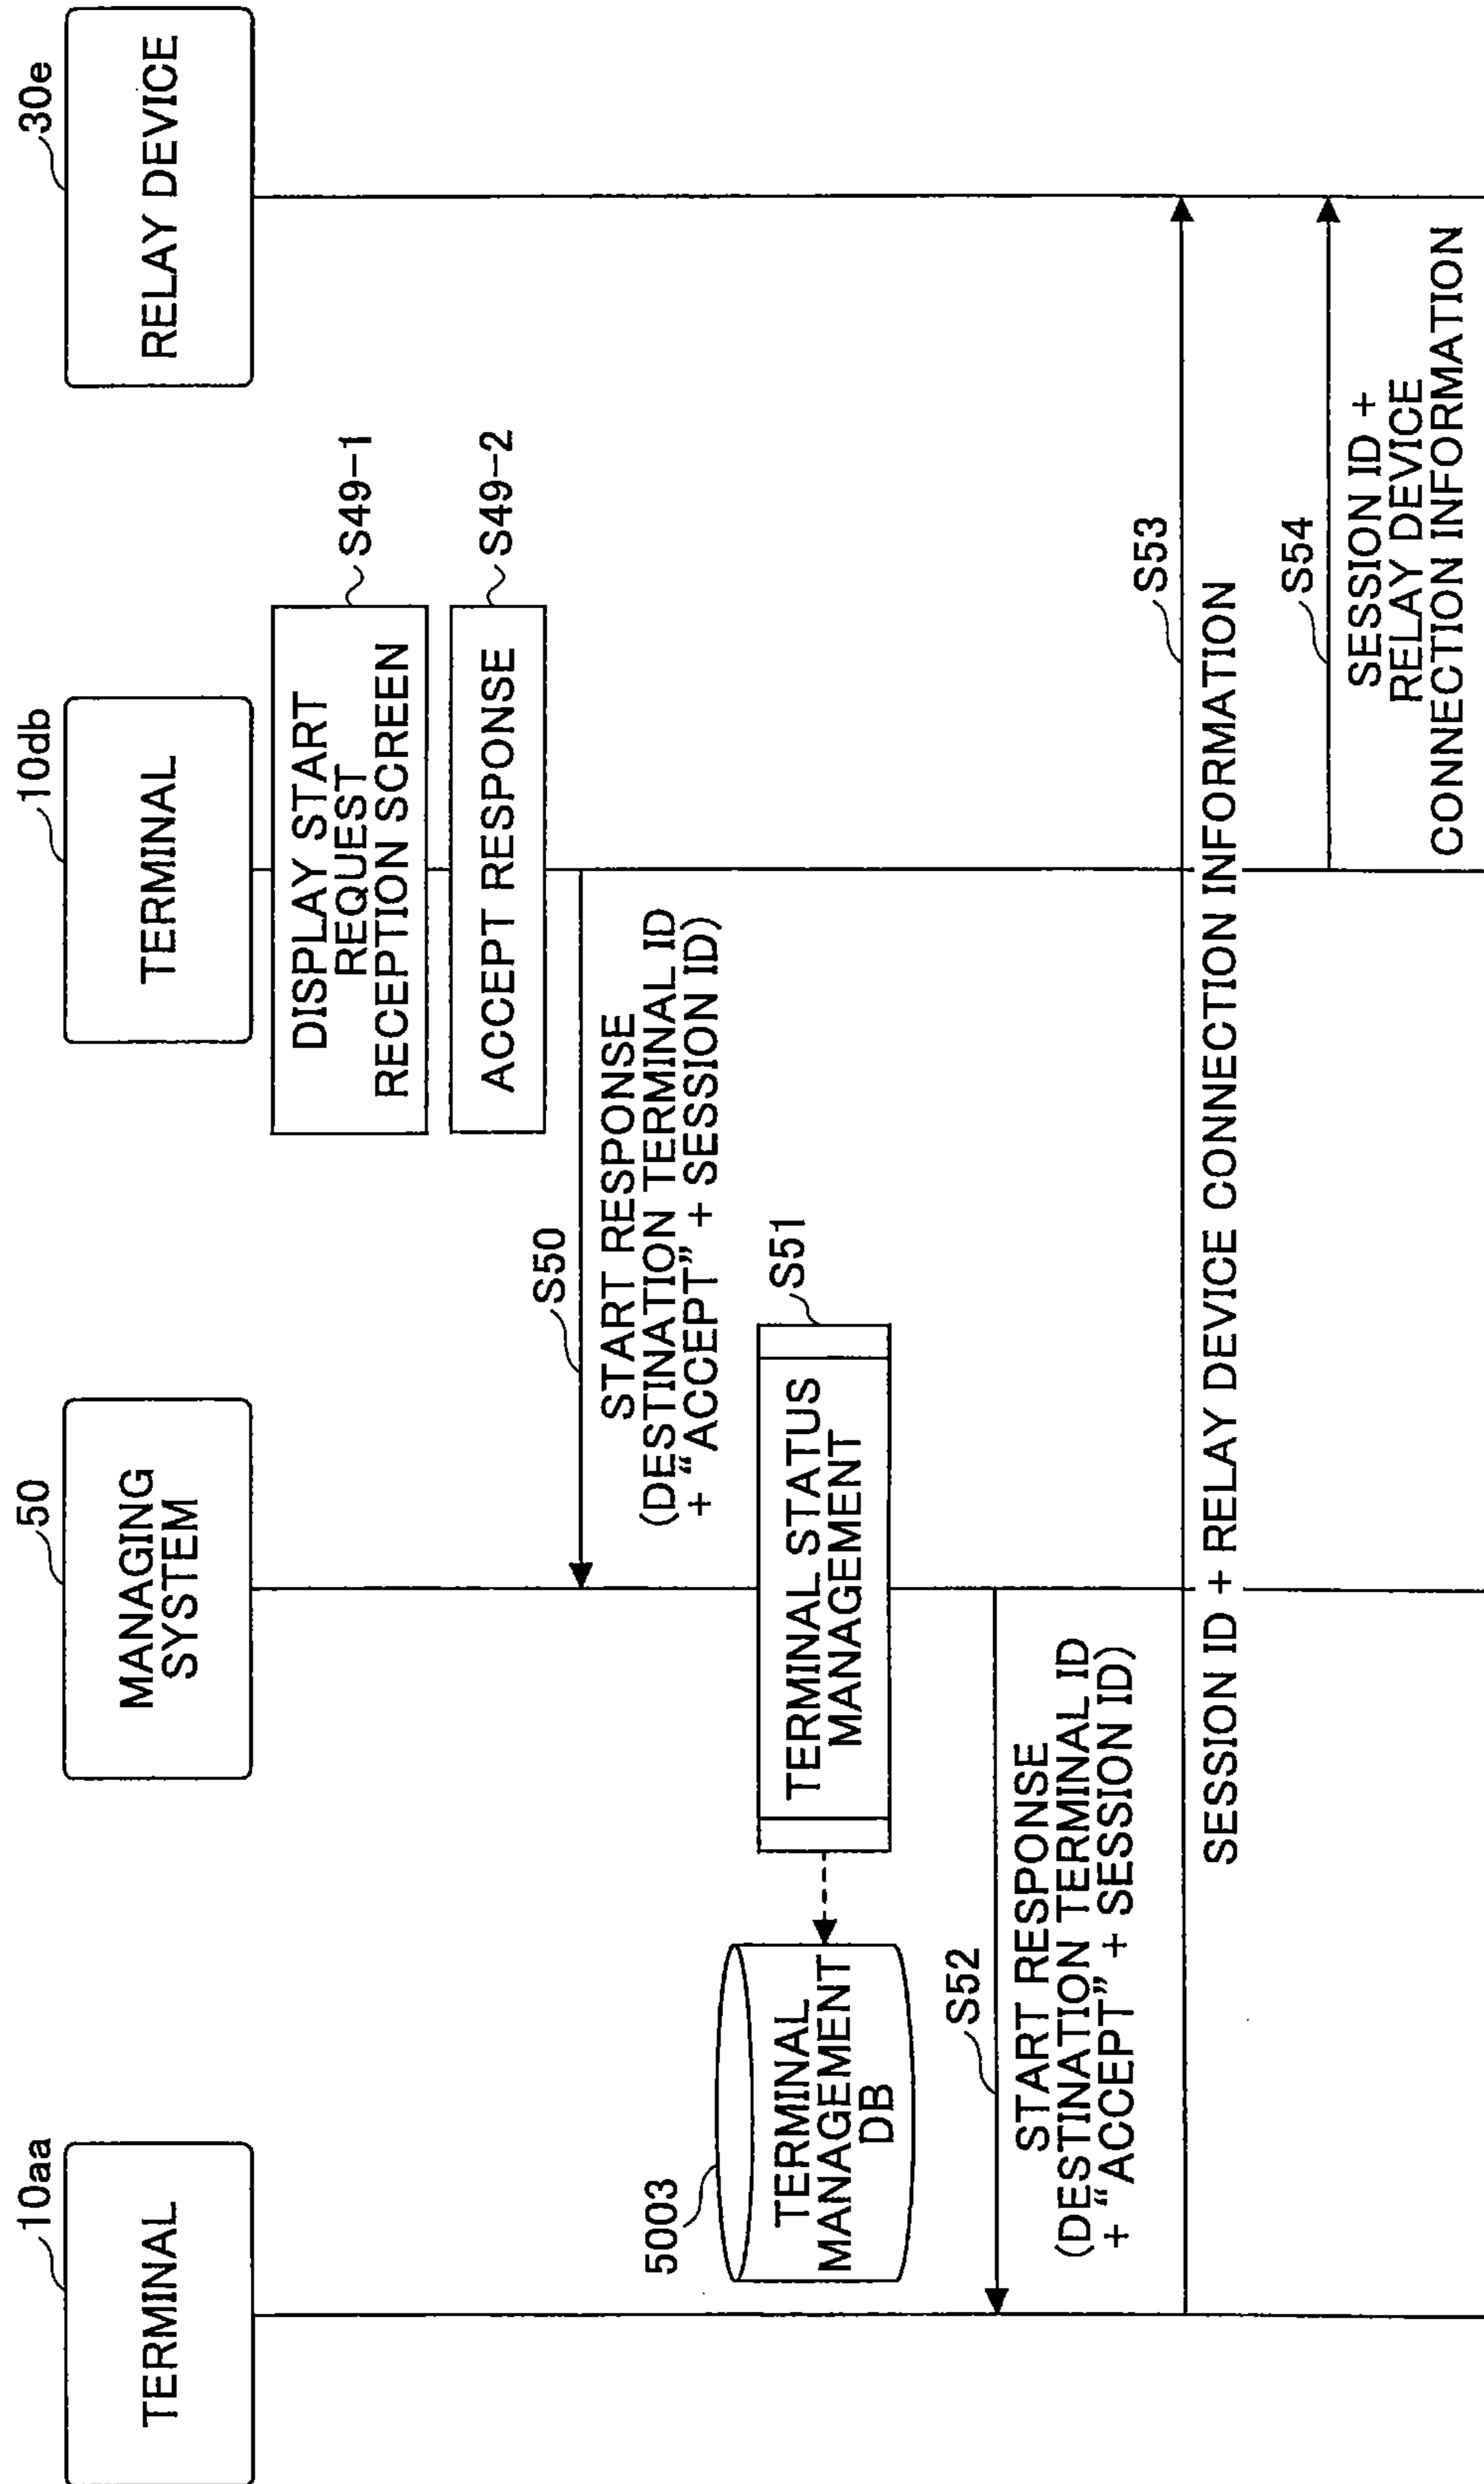 10aa
TERMINAL
50
MANAGING
SYSTEM
10db
TERMINAL
30e
RELAY DEVICE
DISPLAY START
REQUEST
RECEPTION SCREEN
S49-1
ACCEPT RESPONSE
S49-2
S50
START RESPONSE
(DESTINATION TERMINAL ID
+ “ACCEPT” + SESSION ID)
5003
TERMINAL
MANAGEMENT
DB
TERMINAL STATUS
MANAGEMENT
S51
S52
START RESPONSE
(DESTINATION TERMINAL ID
+ “ACCEPT” + SESSION ID)
S53
SESSION ID + RELAY DEVICE CONNECTION INFORMATION
S54
SESSION ID +
RELAY DEVICE
CONNECTION INFORMATION